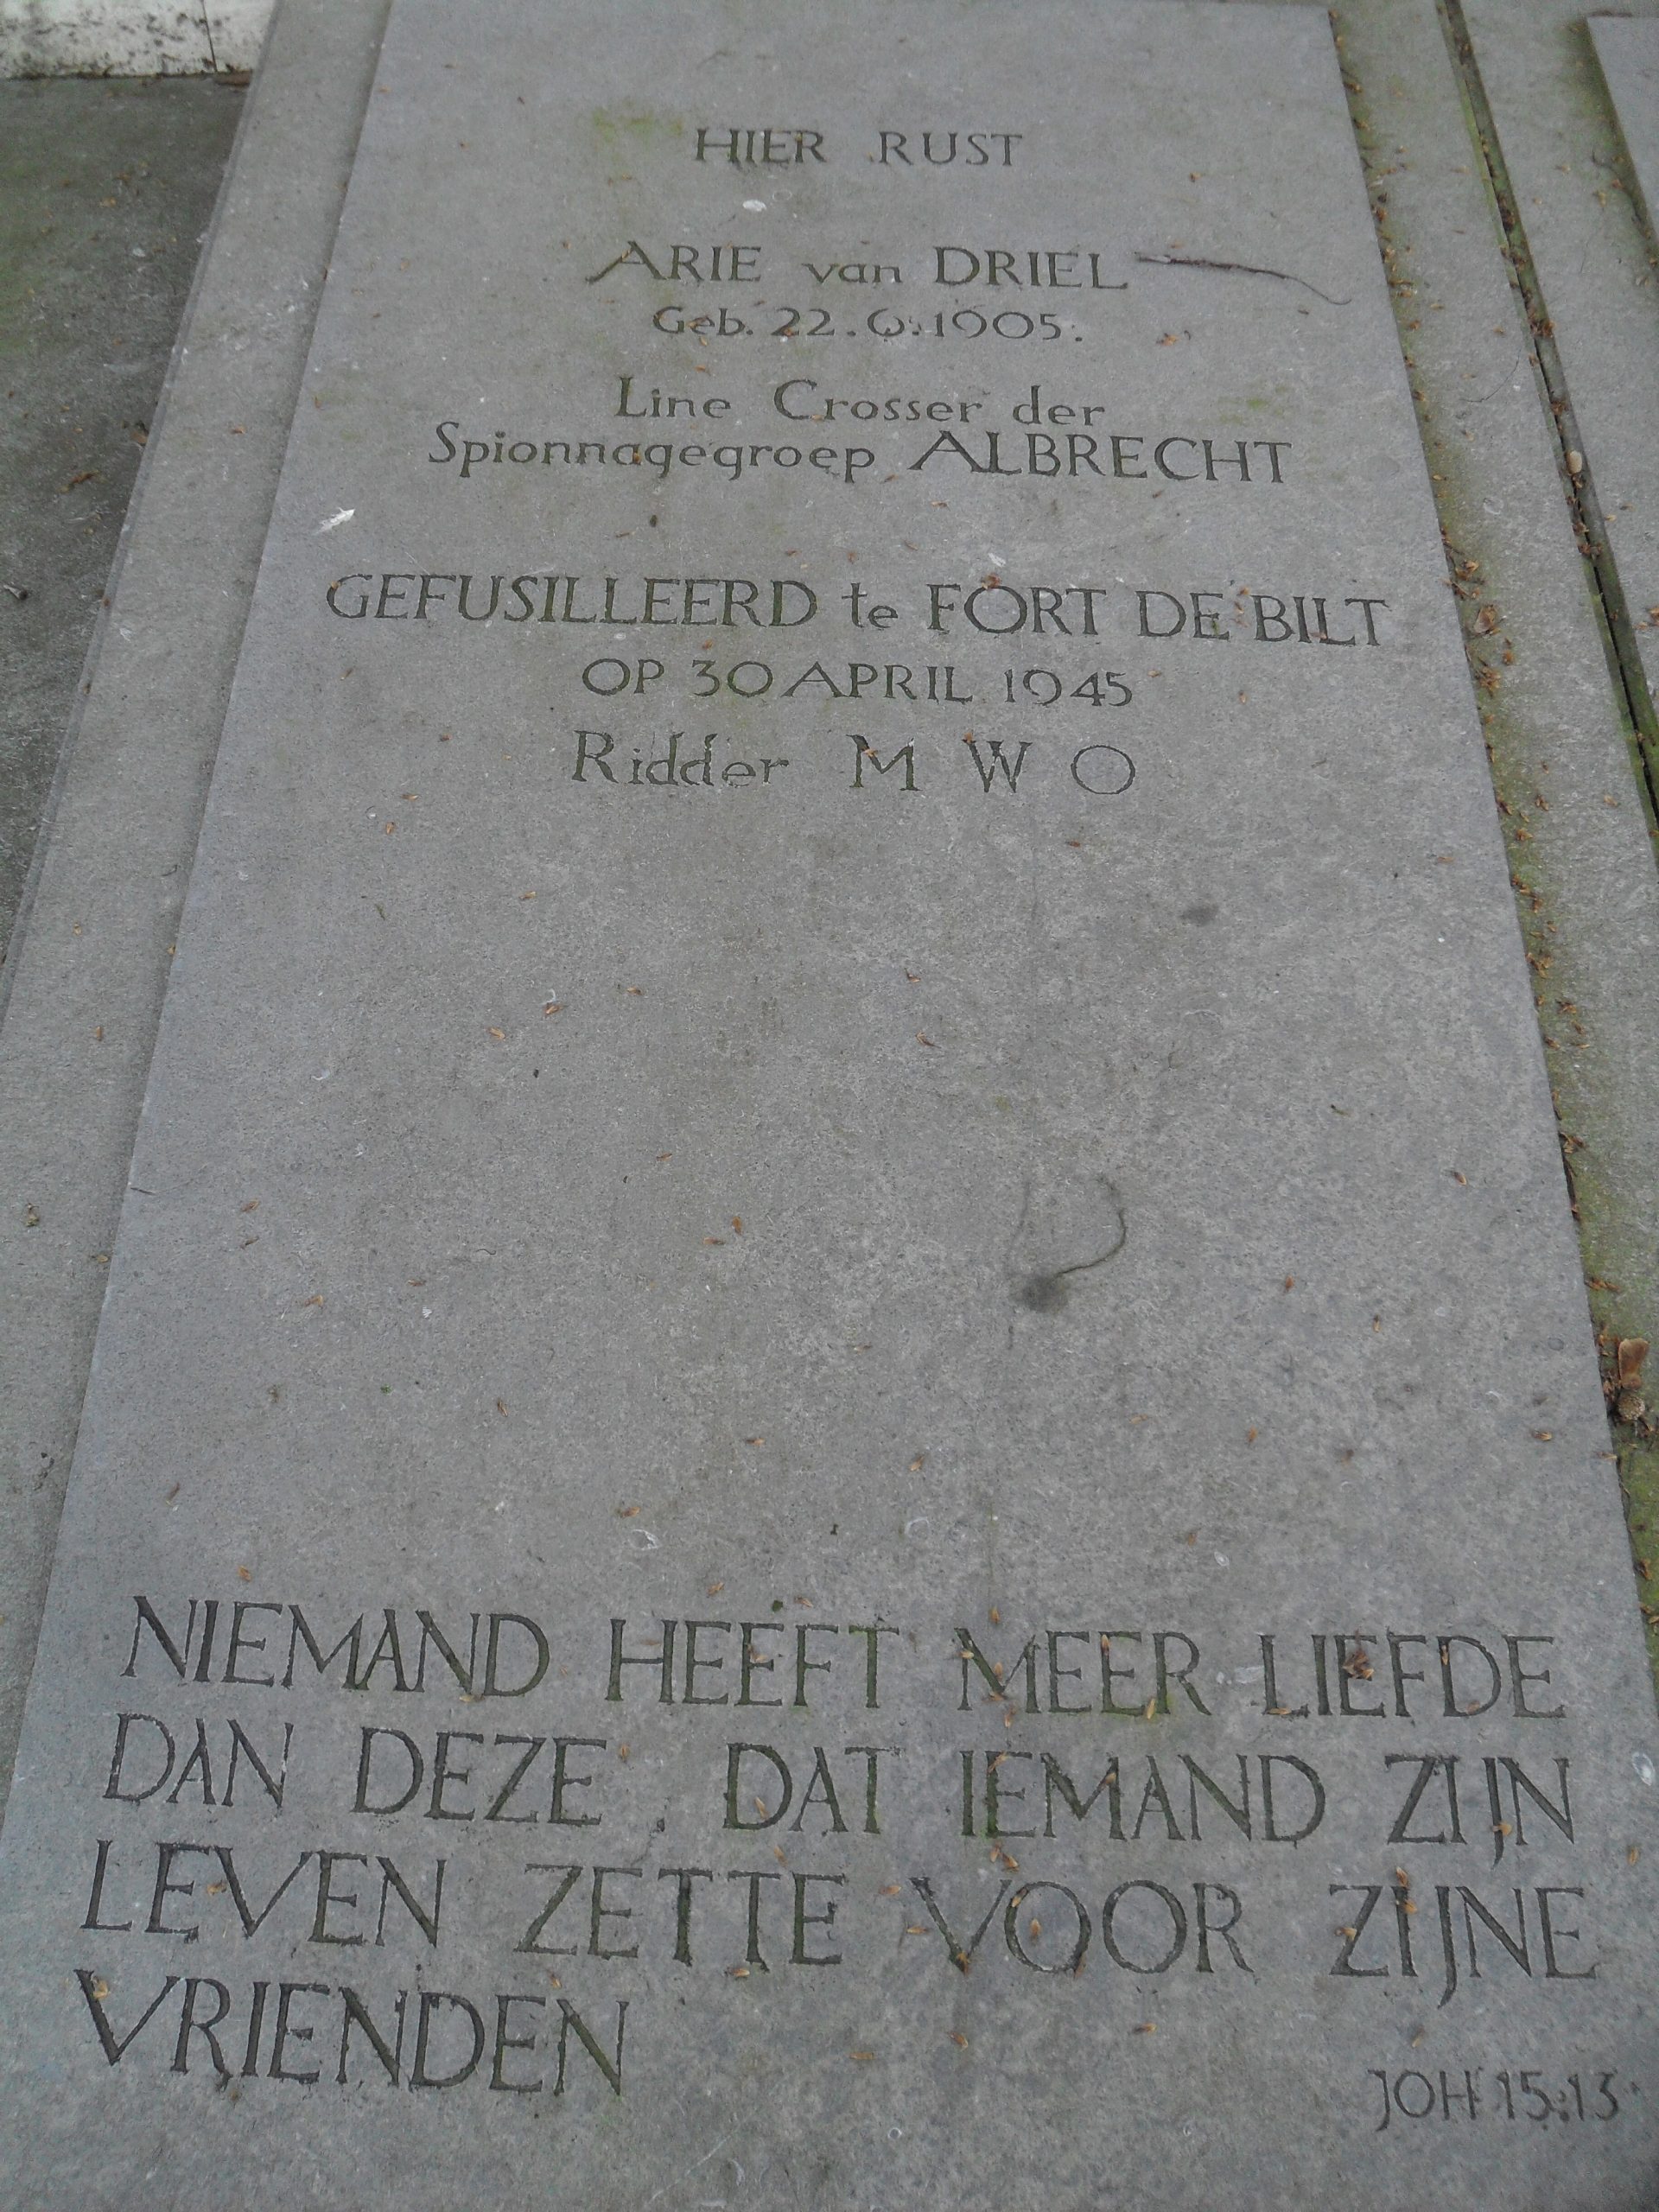 HIER RUST
ARIE van DRIEL
Geb. 22.6.1905.
Line Crosser der
Spionnagegroep ALBRECHT
GEFUSILLEERD te FORT DE BILT
OP 30 APRIL 1945
Ridder M W O
NIEMAND HEEFT MEER LIEFDE
DAN DEZE, DAT IEMAND ZIJN
LEVEN ZETTE VOOR ZIJNE
VRIENDEN
JOH 15:13